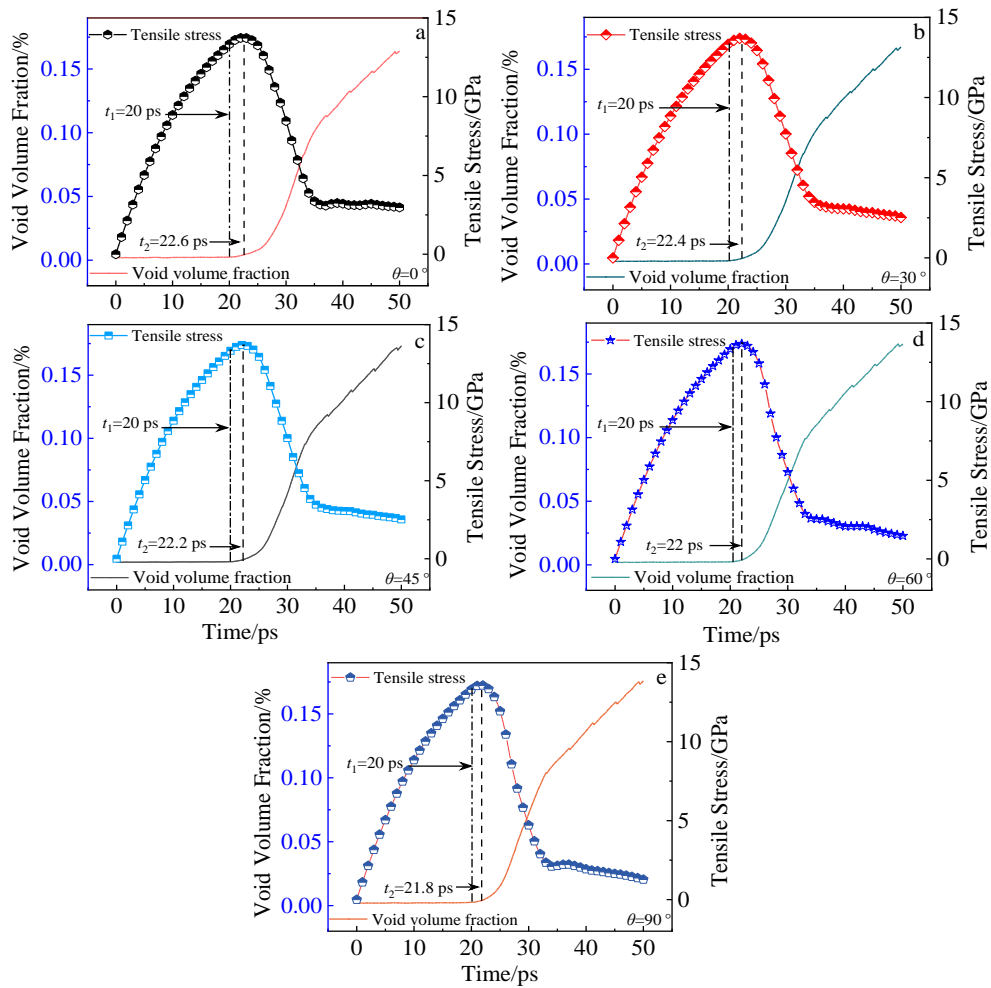 a
Tensile stress
Void Volume Fration/%
0.00
0.05
0.10
0.15
t₁=20 ps
t₂=22.6 ps
Void volume fraction
θ=0 °
0
5
10
15
Tensile Stress/GPa
0 10 20 30 40 50
b
Tensile stress
Void Volume Fraction/%
0.00
0.05
0.10
0.15
t₁=20 ps
t₂=22.4 ps
Void volume fraction
θ=30 °
0
5
10
15
Tensile Stress/GPa
0 10 20 30 40 50
c
Tensile stress
Void Volume Fraction/%
0.00
0.05
0.10
0.15
t₁=20 ps
t₂=22.2 ps
Void volume fraction
θ=45 °
0
5
10
15
Tensile Stress/GPa
0 10 20 30 40 50
Time/ps
d
Tensile stress
Void Volume Fraction/%
0.00
0.05
0.10
0.15
t₁=20 ps
t₂=22 ps
Void volume fraction
θ=60 °
0
5
10
15
Tensile Stress/GPa
0 10 20 30 40 50
Time/ps
e
Tensile stress
Void Volume Fraction/%
0.00
0.05
0.10
0.15
t₁=20 ps
t₂=21.8 ps
Void volume fraction
θ=90 °
0
5
10
15
Tensile Stress/GPa
0 10 20 30 40 50
Time/ps